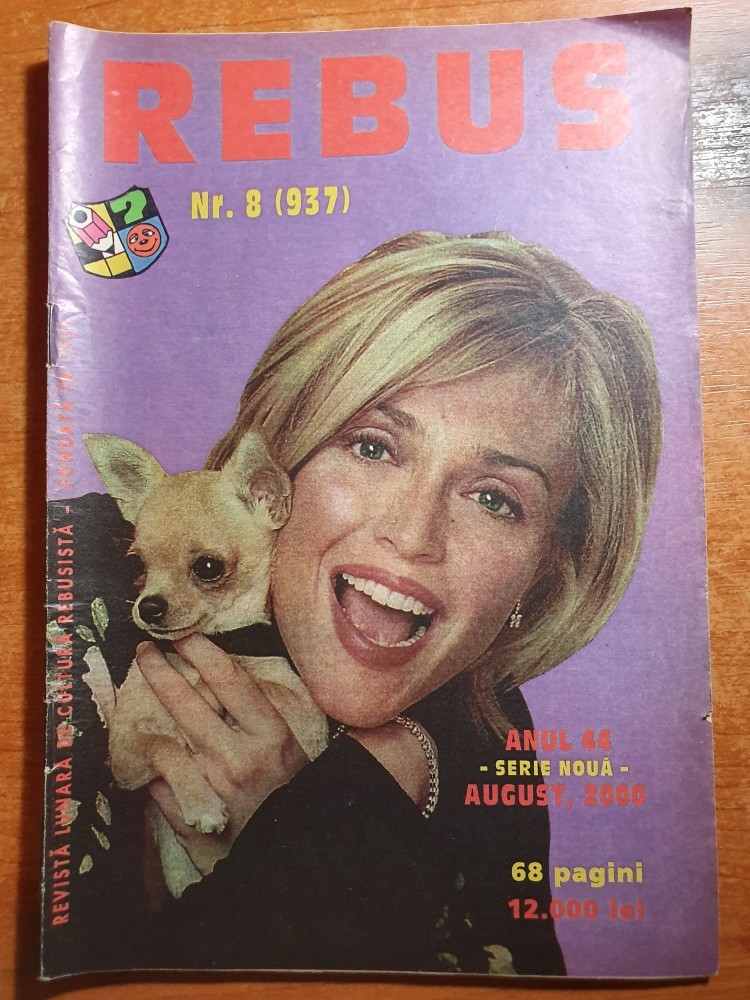 REBUS
Nr. 8 (937)
?
REVISTĂ LUNARĂ DE CULTURĂ REBUSISTĂ -
ANUL 44
- SERIE NOUĂ -
AUGUST, 2000
68 pagini
12.000 lei